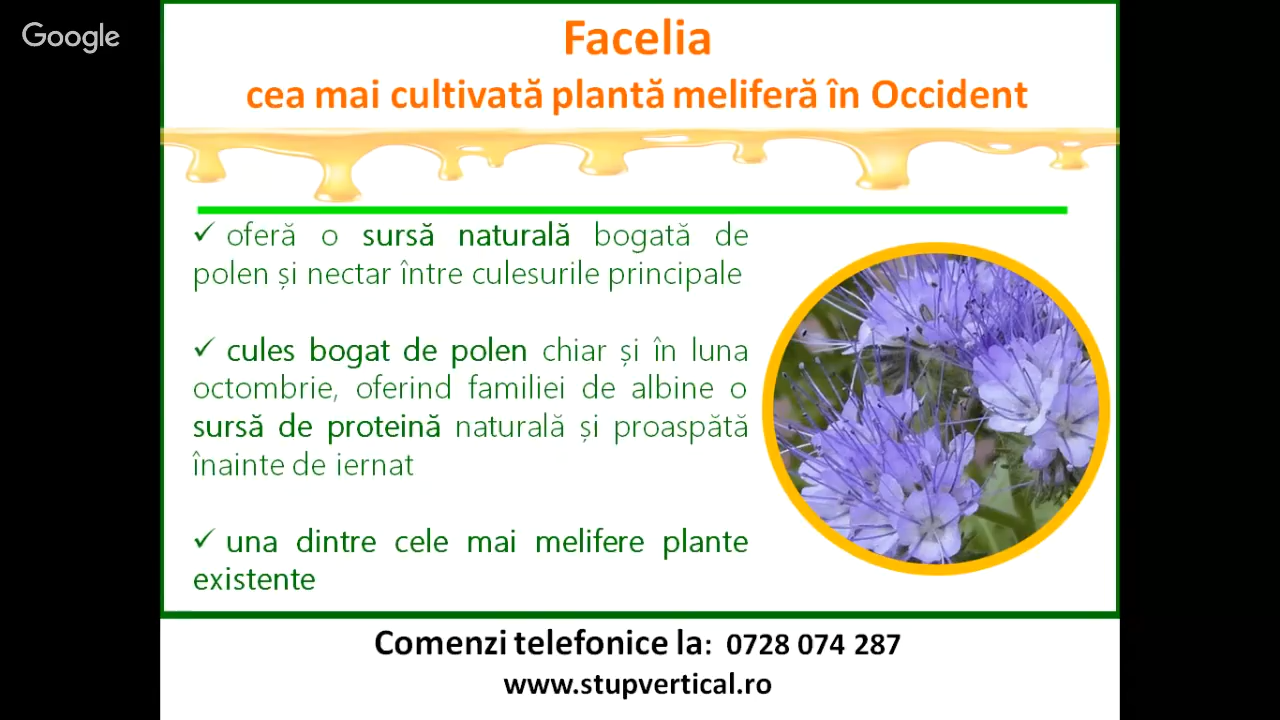 Google
Facelia
cea mai cultivată plantă meliferă în Occident
✓ oferă o sursă naturală bogată de
polen și nectar între culesurile principale
✓ cules bogat de polen chiar și în luna
octombrie, oferind familiei de albine o
sursă de proteină naturală și proaspătă
înainte de iernat
✓ una dintre cele mai melifere plante
existente
Comenzi telefonice la: 0728 074 287
www.stupvertical.ro